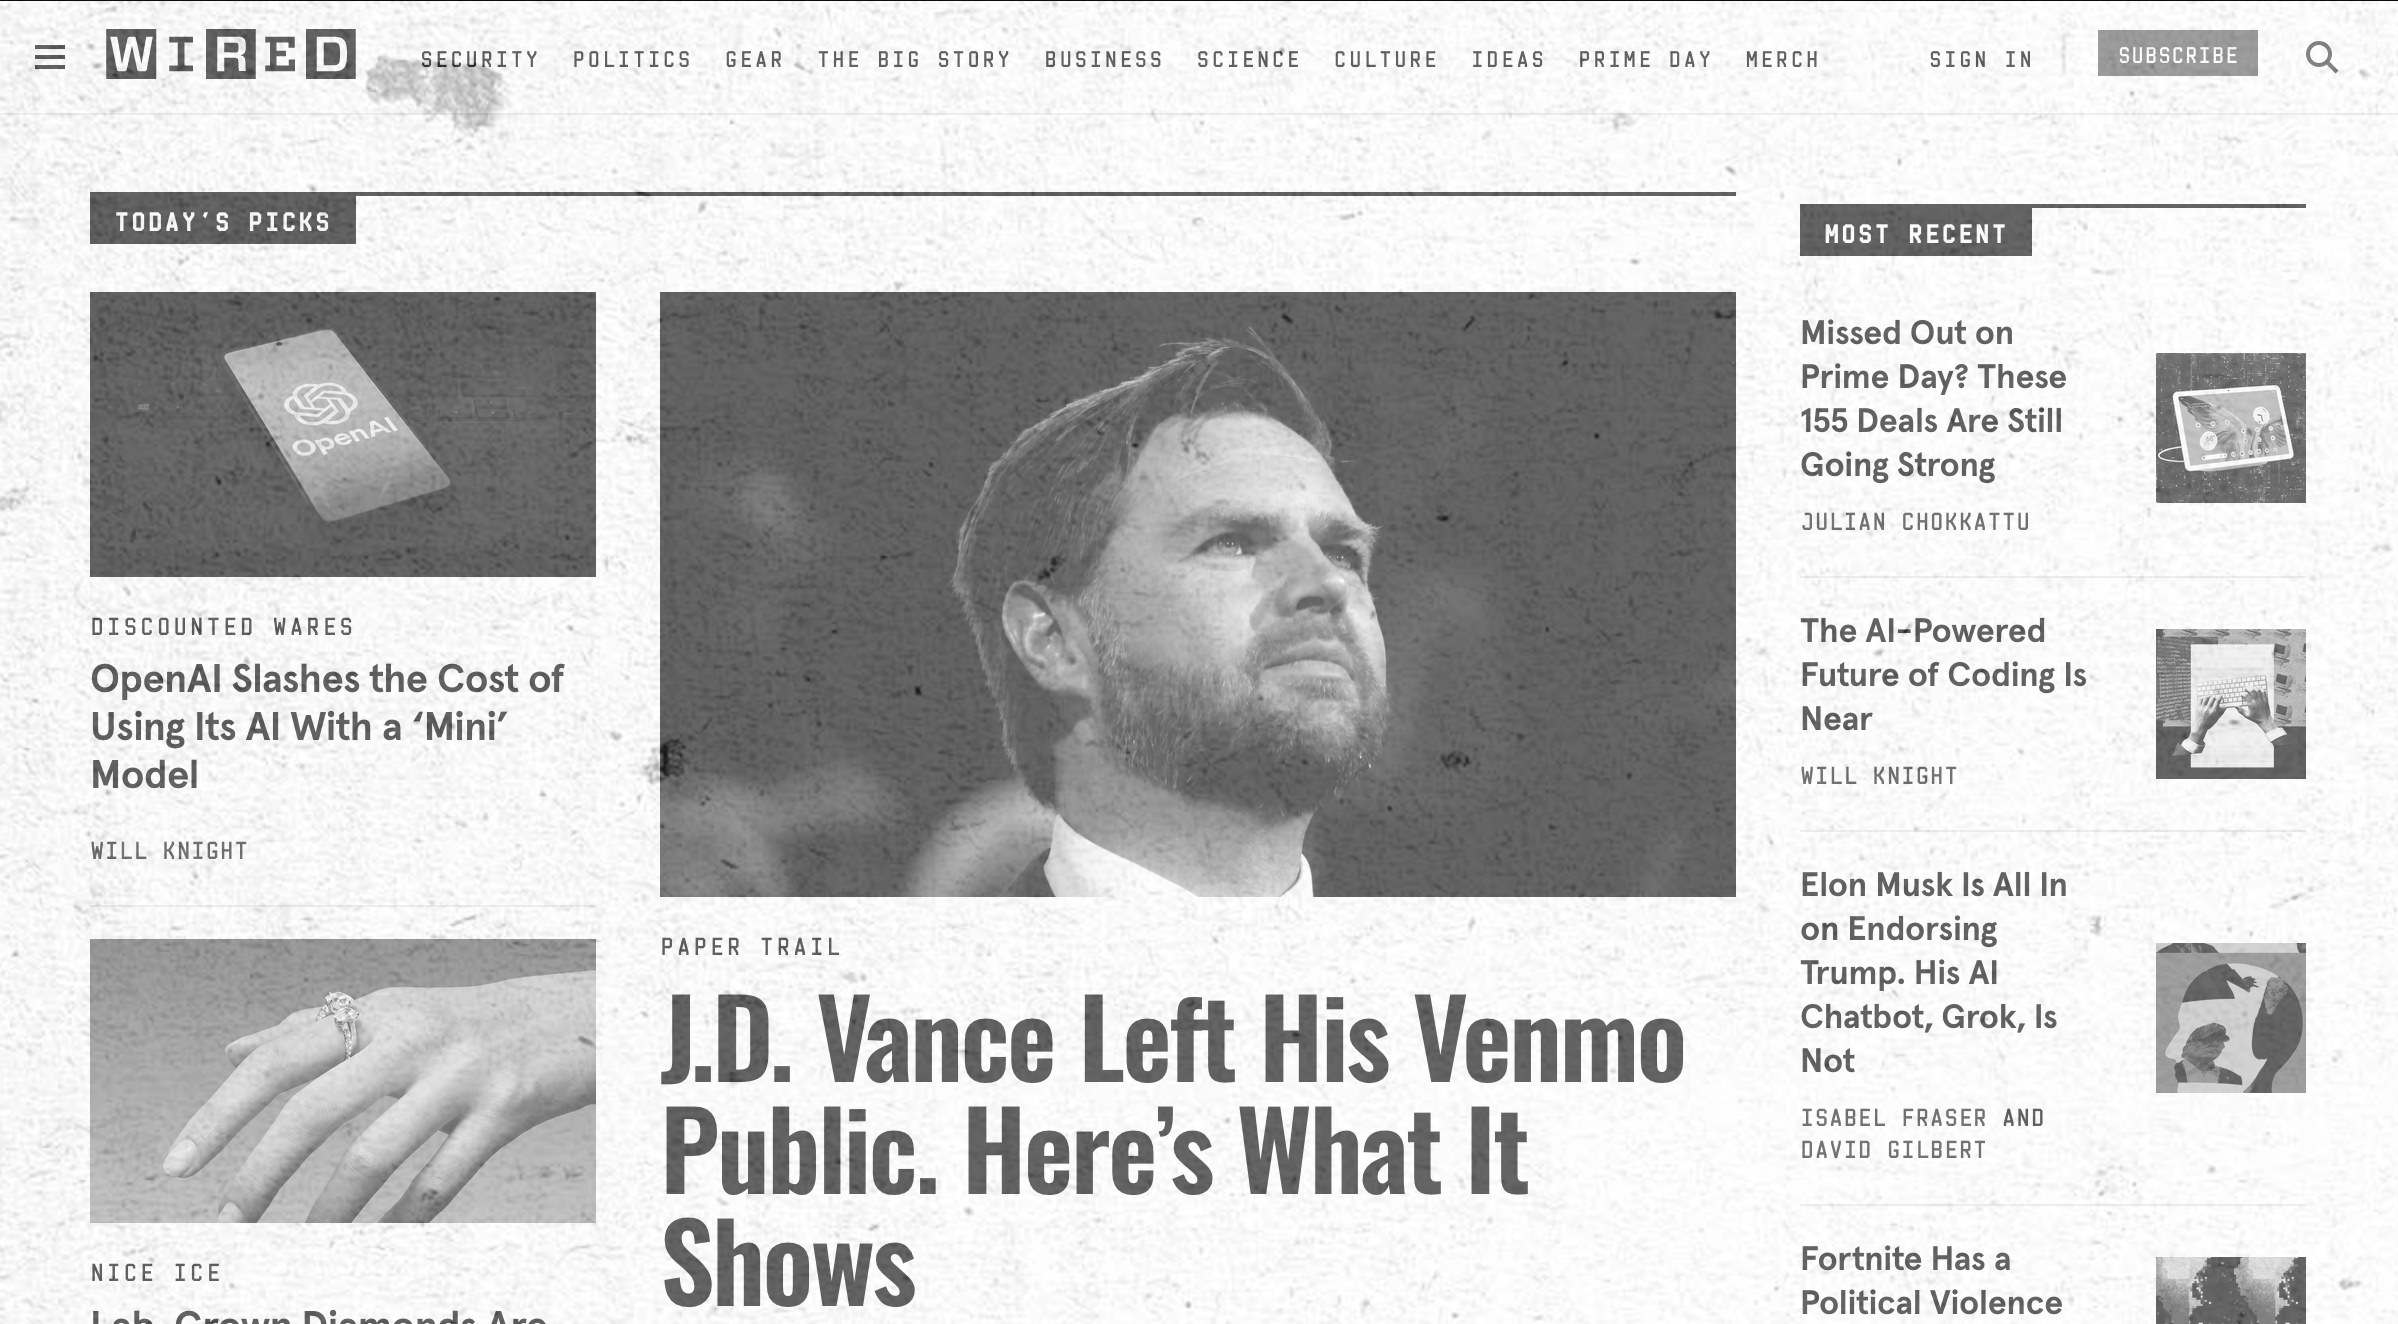 WIRED
SECURITY POLITICS GEAR THE BIG STORY BUSINESS SCIENCE CULTURE IDEAS PRIME DAY MERCH
SIGN IN
SUBSCRIBE
TODAY'S PICKS
OpenAI
DISCOUNTED WARES
OpenAI Slashes the Cost of
Using Its AI With a ‘Mini’
Model
WILL KNIGHT
NICE ICE
Lab-Grown Diamonds Are
PAPER TRAIL
J.D. Vance Left His Venmo
Public. Here’s What It
Shows
MOST RECENT
Missed Out on
Prime Day? These
155 Deals Are Still
Going Strong
JULIAN CHOKKATTU
The AI-Powered
Future of Coding Is
Near
WILL KNIGHT
Elon Musk Is All In
on Endorsing
Trump. His AI
Chatbot, Grok, Is
Not
ISABEL FRASER AND
DAVID GILBERT
Fortnite Has a
Political Violence